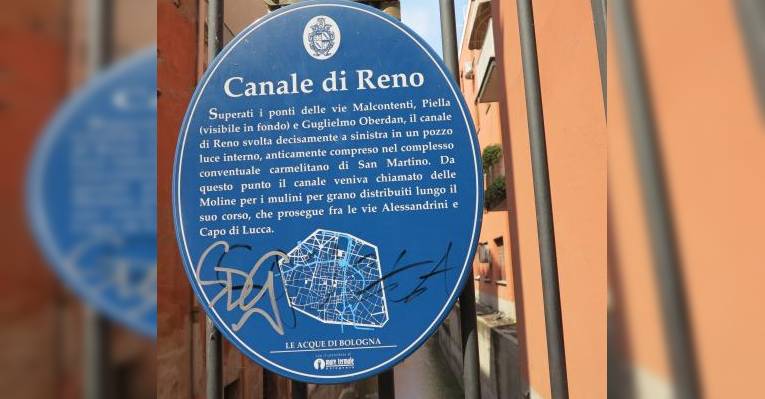 Canale di Reno
Superati i ponti delle vie Malcontenti, Piella
(visibile in fondo) e Guglielmo Oberdan, il canale
di Reno svolta decisamente a sinistra in un pozzo
luce interno, anticamente compreso nel complesso
conventuale carmelitano di San Martino. Da
questo punto il canale veniva chiamato delle
Moline per i mulini per grano distribuiti lungo il
suo corso, che prosegue fra le vie Alessandrini e
Capo di Lucca.
LE ACQUE DI BOLOGNA
mare termale
bolognese